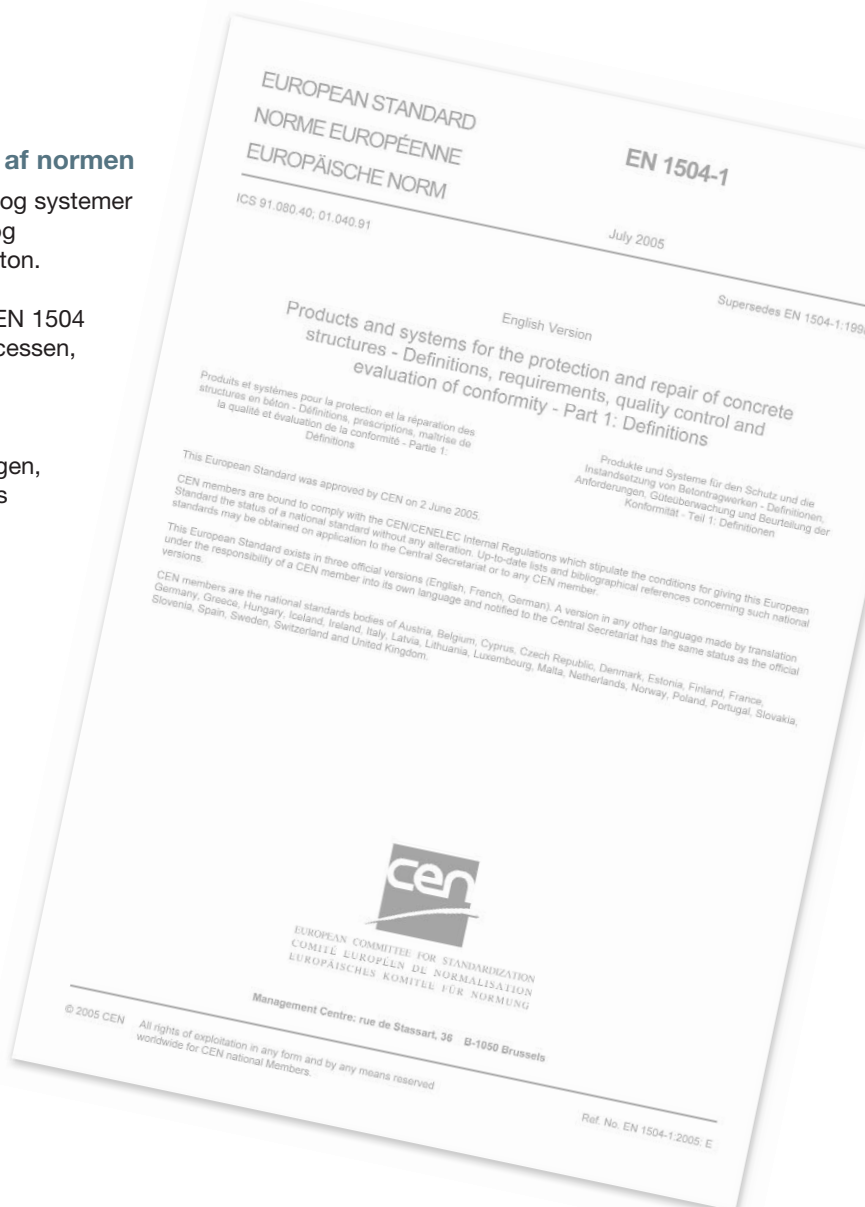 af normen
og systemer
og
ton.
EN 1504
cessen,
gen,
s
EUROPEAN STANDARD
NORME EUROPÉENNE
EUROPÄISCHE NORM
EN 1504-1
July 2005
ICS 91.080.40; 01.040.91
Supersedes EN 1504-1:199
English Version
Products and systems for the protection and repair of concrete
structures - Definitions, requirements, quality control and
evaluation of conformity - Part 1: Definitions
Produits et systèmes pour la protection et la réparation des
structures en béton - Définitions, prescriptions, maîtrise de
la qualité et évaluation de la conformité - Partie 1:
Définitions
Produkte und Systeme für den Schutz und die
Instandsetzung von Betontragwerken - Definitionen,
Anforderungen, Güteüberwachung und Beurteilung der
Konformität - Teil 1: Definitionen
This European Standard was approved by CEN on 2 June 2005.
CEN members are bound to comply with the CEN/CENELEC Internal Regulations which stipulate the conditions for giving this European
Standard the status of a national standard without any alteration. Up-to-date lists and bibliographical references concerning such national
standards may be obtained on application to the Central Secretariat or to any CEN member.
This European Standard exists in three official versions (English, French, German). A version in any other language made by translation
under the responsibility of a CEN member into its own language and notified to the Central Secretariat has the same status as the official
versions.
CEN members are the national standards bodies of Austria, Belgium, Cyprus, Czech Republic, Denmark, Estonia, Finland, France,
Germany, Greece, Hungary, Iceland, Ireland, Italy, Latvia, Lithuania, Luxembourg, Malta, Netherlands, Norway, Poland, Portugal, Slovakia,
Slovenia, Spain, Sweden, Switzerland and United Kingdom.
cen
EUROPEAN COMMITTEE FOR STANDARDIZATION
COMITÉ EUROPÉEN DE NORMALISATION
EUROPÄISCHES KOMITEE FÜR NORMUNG
Management Centre: rue de Stassart, 36 B-1050 Brussels
© 2005 CEN
All rights of exploitation in any form and by any means reserved
worldwide for CEN national Members.
Ref. No. EN 1504-1:2005: E